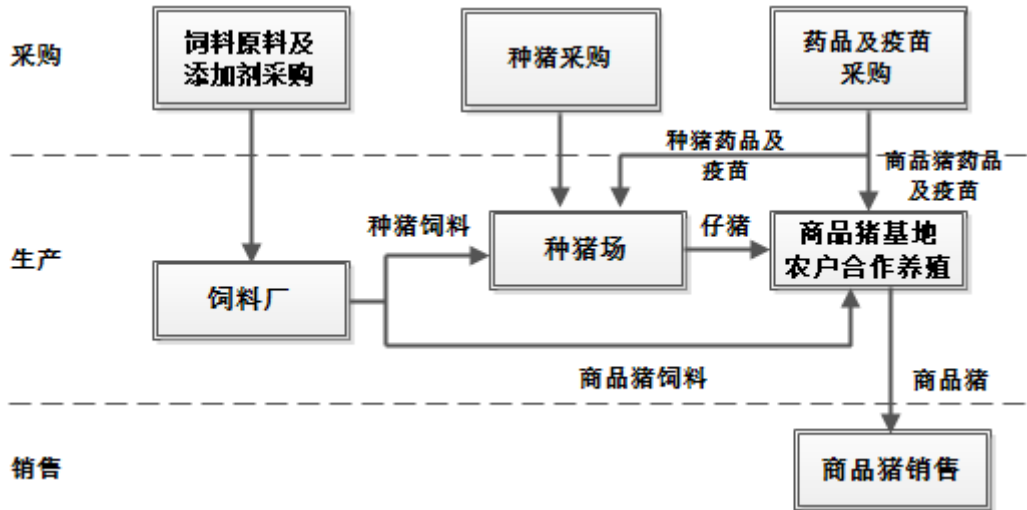 采购
饲料原料及
添加剂采购
种猪采购
药品及疫苗
采购
种猪药品及
疫苗
商品猪药品
及疫苗
生产
种猪饲料
种猪场
仔猪
商品猪基地
农户合作养殖
饲料厂
商品猪饲料
商品猪
销售
商品猪销售